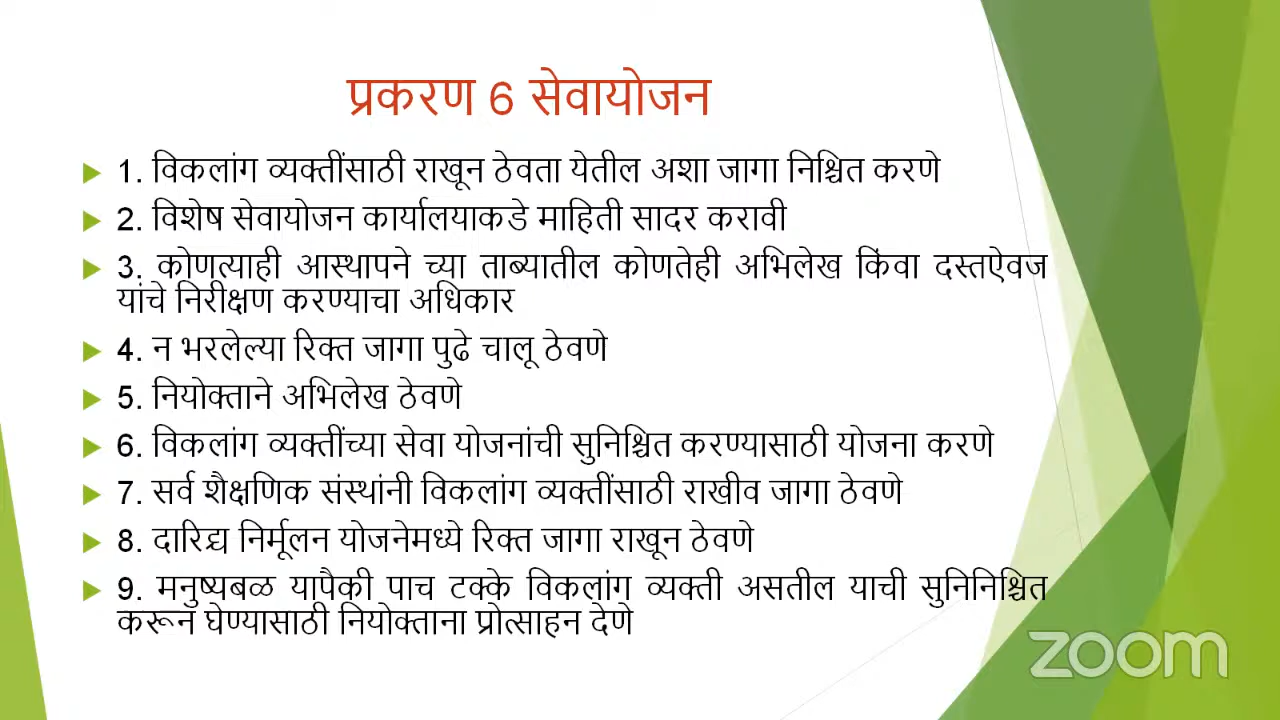 प्रकरण 6 सेवायोजन
1. विकलांग व्यक्तींसाठी राखून ठेवता येतील अशा जागा निश्चित करणे
2. विशेष सेवायोजन कार्यालयाकडे माहिती सादर करावी
3. कोणत्याही आस्थापने च्या ताब्यातील कोणतेही अभिलेख किंवा दस्तऐवज
यांचे निरीक्षण करण्याचा अधिकार
4. न भरलेल्या रिक्त जागा पुढे चालू ठेवणे
5. नियोक्ताने अभिलेख ठेवणे
6. विकलांग व्यक्तींच्या सेवा योजनांची सुनिश्चित करण्यासाठी योजना करणे
7. सर्व शैक्षणिक संस्थांनी विकलांग व्यक्तींसाठी राखीव जागा ठेवणे
8. दारिद्य निर्मूलन योजनेमध्ये रिक्त जागा राखून ठेवणे
9. मनुष्यबळ यापैकी पाच टक्के विकलांग व्यक्ती असतील याची सुनिनिश्चित
करून घेण्यासाठी नियोक्ताना प्रोत्साहन देणे
zoom